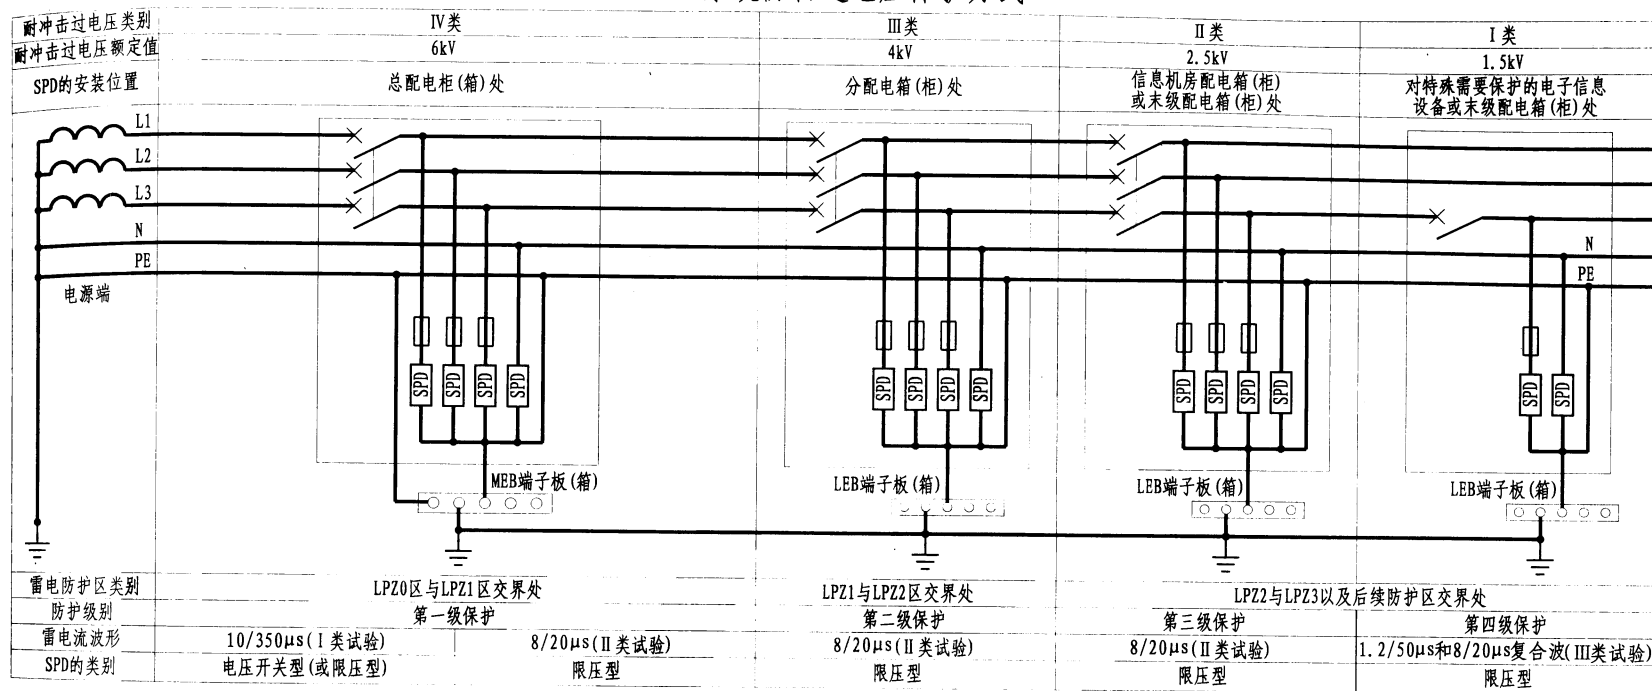 耐冲击过电压类别 IV类 III类 II类 I类
耐冲击过电压额定值 6kV 4kV 2.5kV 1.5kV
SPD的安装位置 总配电柜(箱)处 分配电箱(柜)处 信息机房配电箱(柜) 对特殊需要保护的电子信息
或末级配电箱(柜)处 设备或末级配电箱(柜)处
L1
L2
L3
N N
PE PE
电源端
SPD SPD SPD SPD SPD SPD SPD SPD SPD SPD SPD SPD SPD SPD
MEB端子板(箱) LEB端子板(箱) LEB端子板(箱) LEB端子板(箱)
雷电防护区类别 LPZ0区与LPZ1区交界处 LPZ1与LPZ2区交界处 LPZ2与LPZ3以及后续防护区交界处
防护级别 第一级保护 第二级保护 第三级保护 第四级保护
雷电流波形 10/350μs(I类试验) 8/20μs(II类试验) 8/20μs(II类试验) 8/20μs(II类试验) 1.2/50μs和8/20μs复合波(III类试验)
SPD的类别 电压开关型(或限压型) 限压型 限压型 限压型 限压型